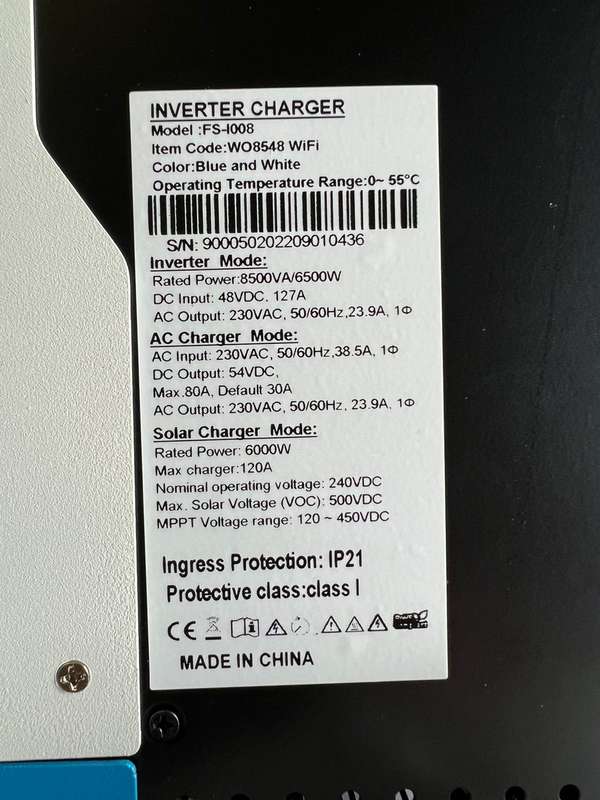 INVERTER CHARGER
Model :FS-I008
Item Code:WO8548 WiFi
Color:Blue and White
Operating Temperature Range:0~ 55°C
S/N: 900050202209010436
Inverter Mode:
Rated Power:8500VA/6500W
DC Input: 48VDC, 127A
AC Output: 230VAC, 50/60Hz,23.9A, 1Φ
AC Charger Mode:
AC Input: 230VAC, 50/60Hz,38.5A, 1Φ
DC Output: 54VDC,
Max.80A, Default 30A
AC Output: 230VAC, 50/60Hz, 23.9A, 1Φ
Solar Charger Mode:
Rated Power: 6000W
Max charger:120A
Nominal operating voltage: 240VDC
Max. Solar Voltage (VOC): 500VDC
MPPT Voltage range: 120 ~ 450VDC
Ingress Protection: IP21
Protective class:class I
CE
MADE IN CHINA